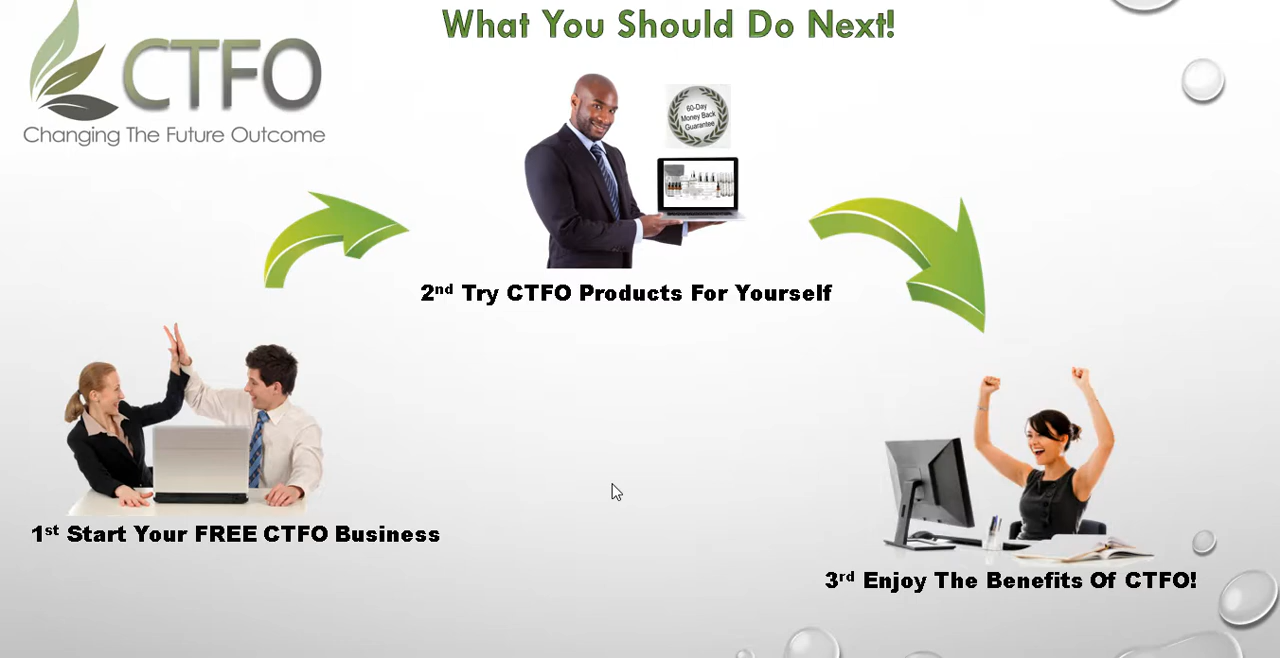 What You Should Do Next!
CTFO
Changing The Future Outcome
60-Day
Money Back
Guarantee
2nd Try CTFO Products For Yourself
1st Start Your FREE CTFO Business
3rd Enjoy The Benefits Of CTFO!